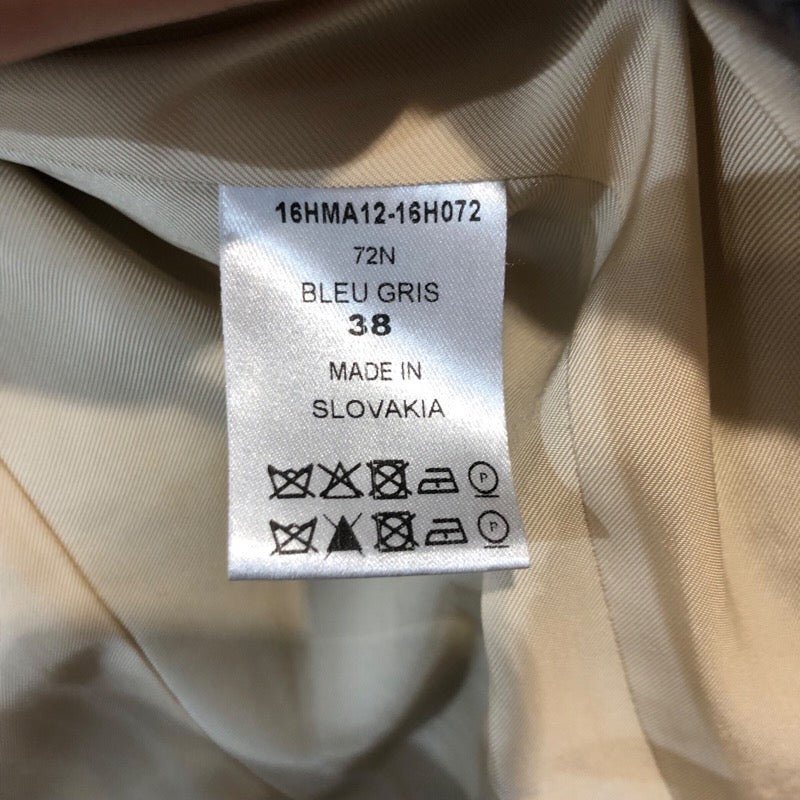 16HMA12-16H072
72N
BLEU GRIS
38
MADE IN
SLOVAKIA
P
P